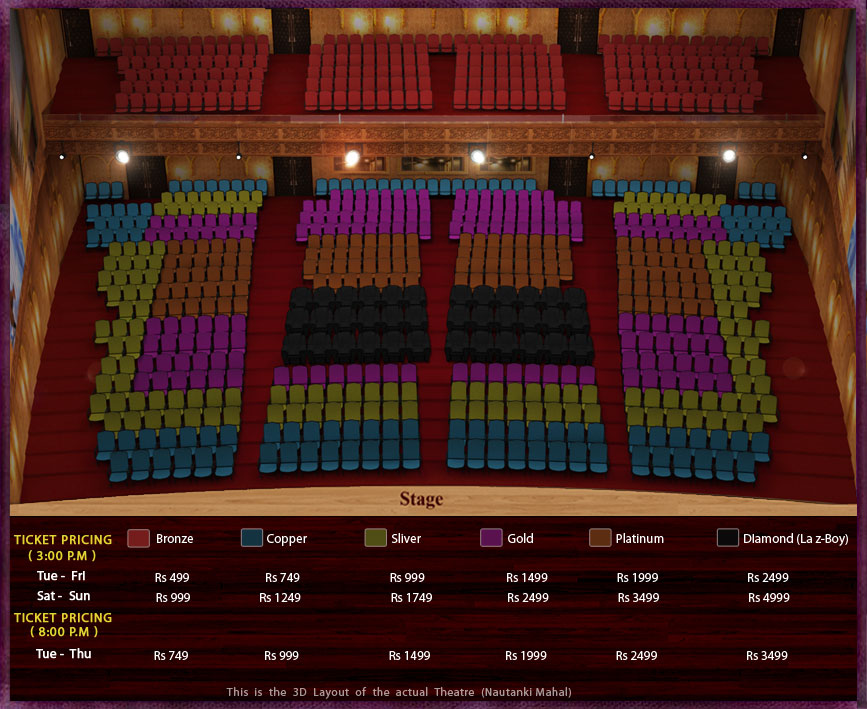 Stage
TICKET PRICING Bronze Copper Sliver Gold Platinum Diamond (La z-Boy)
( 3:00 P.M )
Tue - Fri Rs 499 Rs 749 Rs 999 Rs 1499 Rs 1999 Rs 2499
Sat - Sun Rs 999 Rs 1249 Rs 1749 Rs 2499 Rs 3499 Rs 4999
TICKET PRICING
( 8:00 P.M )
Tue - Thu Rs 749 Rs 999 Rs 1499 Rs 1999 Rs 2499 Rs 3499
This is the 3D Layout of the actual Theatre (Nautanki Mahal)